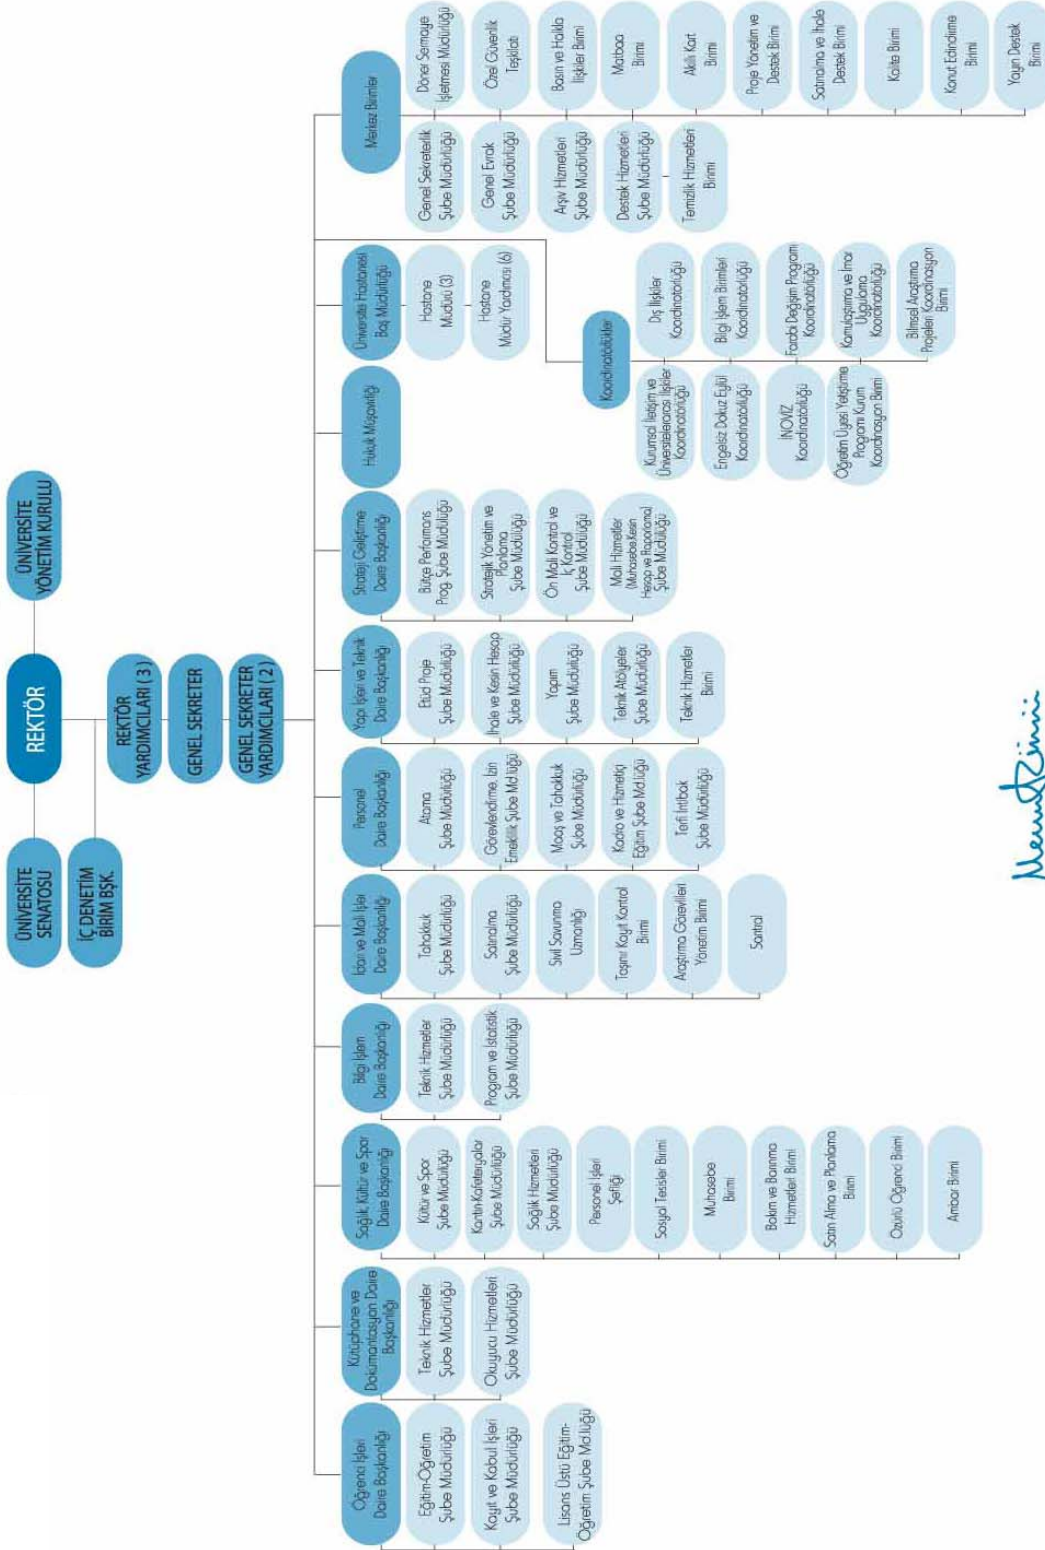 ÜNİVERSİTE
SENATOSU
REKTÖR
ÜNİVERSİTE
YÖNETİM KURULU
İÇ DENETİM
BİRİM BŞK.
REKTÖR
YARDIMCILARI ( 3 )
GENEL SEKRETER
GENEL SEKRETER
YARDIMCILARI ( 2 )
Öğrenci İşleri
Daire Başkanlığı
Eğitim-Öğretim
Şube Müdürlüğü
Kayıt ve Kabul İşleri
Şube Müdürlüğü
Lisans Üstü Eğitim-
Öğretim Şube Md.lüğü
Kütüphane ve
Dokümantasyon Daire
Başkanlığı
Teknik Hizmetler
Şube Müdürlüğü
Okuyucu Hizmetleri
Şube Müdürlüğü
Sağlık, Kültür ve Spor
Daire Başkanlığı
Kültür ve Spor
Şube Müdürlüğü
Kantin-Kafeteryalar
Şube Müdürlüğü
Sağlık Hizmetleri
Şube Müdürlüğü
Personel İşleri
Şefliği
Sosyal Tesisler Birimi
Muhasebe
Birimi
Bakım ve Barınma
Hizmetleri Birimi
Satın Alma ve Planlama
Birimi
Özürlü Öğrenci Birimi
Ambar Birimi
Bilgi İşlem
Daire Başkanlığı
Teknik Hizmetler
Şube Müdürlüğü
Program ve İstatistik
Şube Müdürlüğü
İdari ve Mali İşler
Daire Başkanlığı
Tahakkuk
Şube Müdürlüğü
Satınalma
Şube Müdürlüğü
Sivil Savunma
Uzmanlığı
Taşınır Kayıt Kontrol
Birimi
Araştırma Görevlileri
Yönetim Birimi
Santral
Personel
Daire Başkanlığı
Atama
Şube Müdürlüğü
Görevlendirme, İzin
Emeklilik Şube Md.lüğü
Maaş ve Tahakkuk
Şube Müdürlüğü
Kadro ve Hizmetiçi
Eğitim Şube Md.lüğü
Terfi İntibak
Şube Müdürlüğü
Yapı İşleri ve Teknik
Daire Başkanlığı
Etüd Proje
Şube Müdürlüğü
İhale ve Kesin Hesap
Şube Müdürlüğü
Yapım
Şube Müdürlüğü
Teknik Atölyeler
Şube Müdürlüğü
Teknik Hizmetler
Birimi
Strateji Geliştirme
Daire Başkanlığı
Bütçe Performans
Prog. Şube Müdülüğü
Stratejik Yönetim ve
Planlama
Şube Müdülüğü
Ön Mali Kontrol ve
İç Kontrol
Şube Müdülüğü
Mali Hizmetler
(Muhasebe,Kesin
Hesap ve Raporlama)
Şube Müdülüğü
Hukuk Müşavirliği
Üniversite Hastanesi
Baş Müdürlüğü
Hastane
Müdürü (3)
Hastane
Müdür Yardımcısı (6)
Koordinatörlükler
Kurumsal İletişim ve
Üniversitelerarası İlişkiler
Koordinatörlüğü
Dış İlişkiler
Koordinatörlüğü
Engelsiz Dokuz Eylül
Koordinatörlüğü
Bilgi İşlem Birimleri
Koordinatörlüğü
İNOVİZ
Koordinatörlüğü
Farabi Değişim Programı
Koordinatörlüğü
Öğretim Üyesi Yetiştirme
Programı Kurum
Koordinasyon Birimi
Kamulaştırma ve İmar
Uygulama
Koordinatörlüğü
Bilimsel Araştırma
Projeleri Koordinasyon
Birimi
Merkez Birimler
Genel Sekreterlik
Şube Müdürlüğü
Döner Sermaye
İşletmesi Müdürlüğü
Genel Evrak
Şube Müdürlüğü
Özel Güvenlik
Teşkilatı
Arşiv Hizmetleri
Şube Müdürlüğü
Basın ve Halkla
İlişkiler Birimi
Destek Hizmetleri
Şube Müdürlüğü
Matbaa
Birimi
Temizlik Hizmetleri
Birimi
Akıllı Kart
Birimi
Proje Yönetim ve
Destek Birimi
Satınalma ve İhale
Destek Birimi
Kalite Birimi
Konut Edindirme
Birimi
Yayın Destek
Birimi